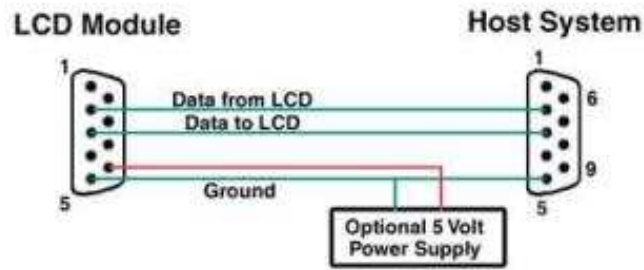 LCD Module
Host System
1
1
6
Data from LCD
Data to LCD
9
Ground
5
5
Optional 5 Volt
Power Supply